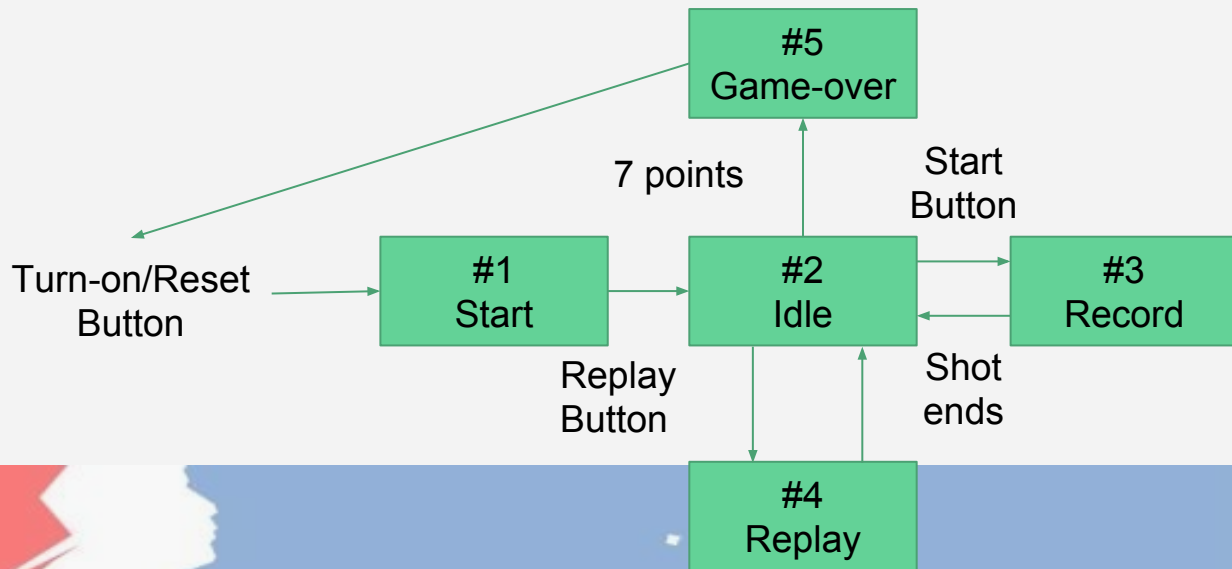 #5
Game-over
7 points
Start
Button
Turn-on/Reset
Button
#1
Start
#2
Idle
#3
Record
Replay
Button
Shot
ends
#4
Replay